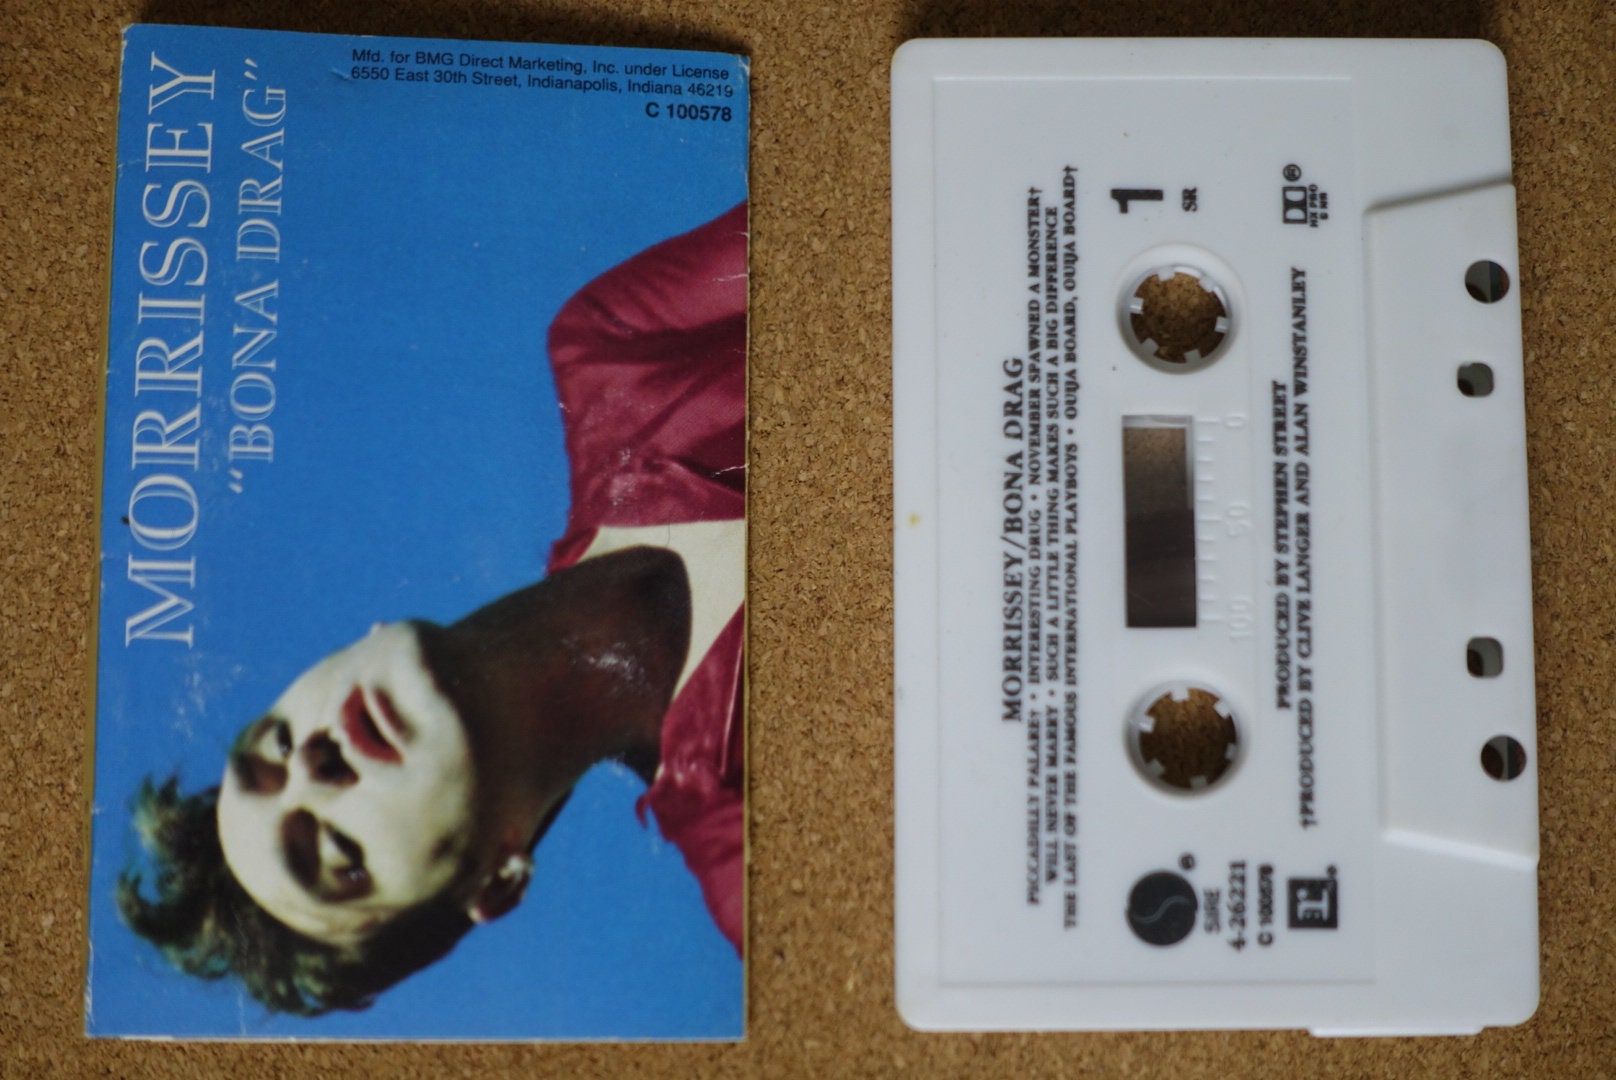 MORRISSEY
"BONA DRAG"
Mfd. for BMG Direct Marketing, Inc. under License
6550 East 30th Street, Indianapolis, Indiana 46219
C 100578
MORRISSEY/BONA DRAG
PICCADILLY PALARE† • INTERESTING DRUG • NOVEMBER SPAWNED A MONSTER†
WILL NEVER MARRY • SUCH A LITTLE THING MAKES SUCH A BIG DIFFERENCE
THE LAST OF THE FAMOUS INTERNATIONAL PLAYBOYS • OUIJA BOARD, OUIJA BOARD†
1
SR
100 50 0
SIRE ®
4-26221
C 100578
r ®
PRODUCED BY STEPHEN STREET
†PRODUCED BY CLIVE LANGER AND ALAN WINSTANLEY
®
HX PRO
B NR